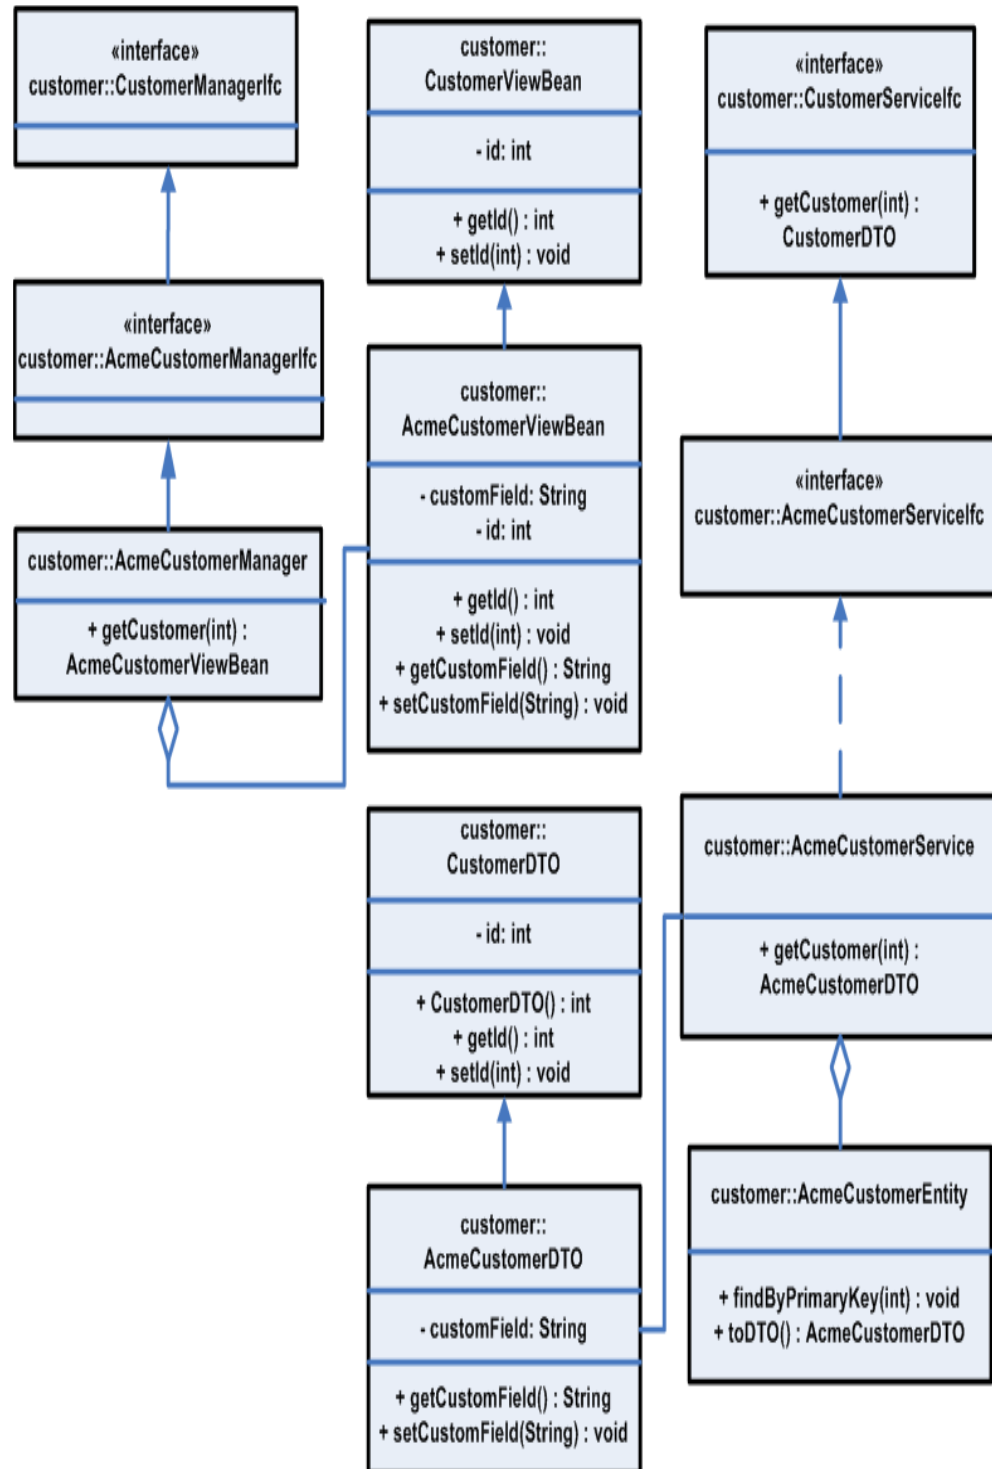 «interface»
customer::CustomerManagerIfc
«interface»
customer::AcmeCustomerManagerIfc
customer::AcmeCustomerManager
+ getCustomer(int) :
AcmeCustomerViewBean
customer::
CustomerViewBean
- id: int
+ getId() : int
+ setId(int) : void
customer::
AcmeCustomerViewBean
- customField: String
- id: int
+ getId() : int
+ setId(int) : void
+ getCustomField() : String
+ setCustomField(String) : void
customer::
CustomerDTO
- id: int
+ CustomerDTO() : int
+ getId() : int
+ setId(int) : void
customer::
AcmeCustomerDTO
- customField: String
+ getCustomField() : String
+ setCustomField(String) : void
«interface»
customer::CustomerServiceIfc
+ getCustomer(int) :
CustomerDTO
«interface»
customer::AcmeCustomerServiceIfc
customer::AcmeCustomerService
+ getCustomer(int) :
AcmeCustomerDTO
customer::AcmeCustomerEntity
+ findByPrimaryKey(int) : void
+ toDTO() : AcmeCustomerDTO